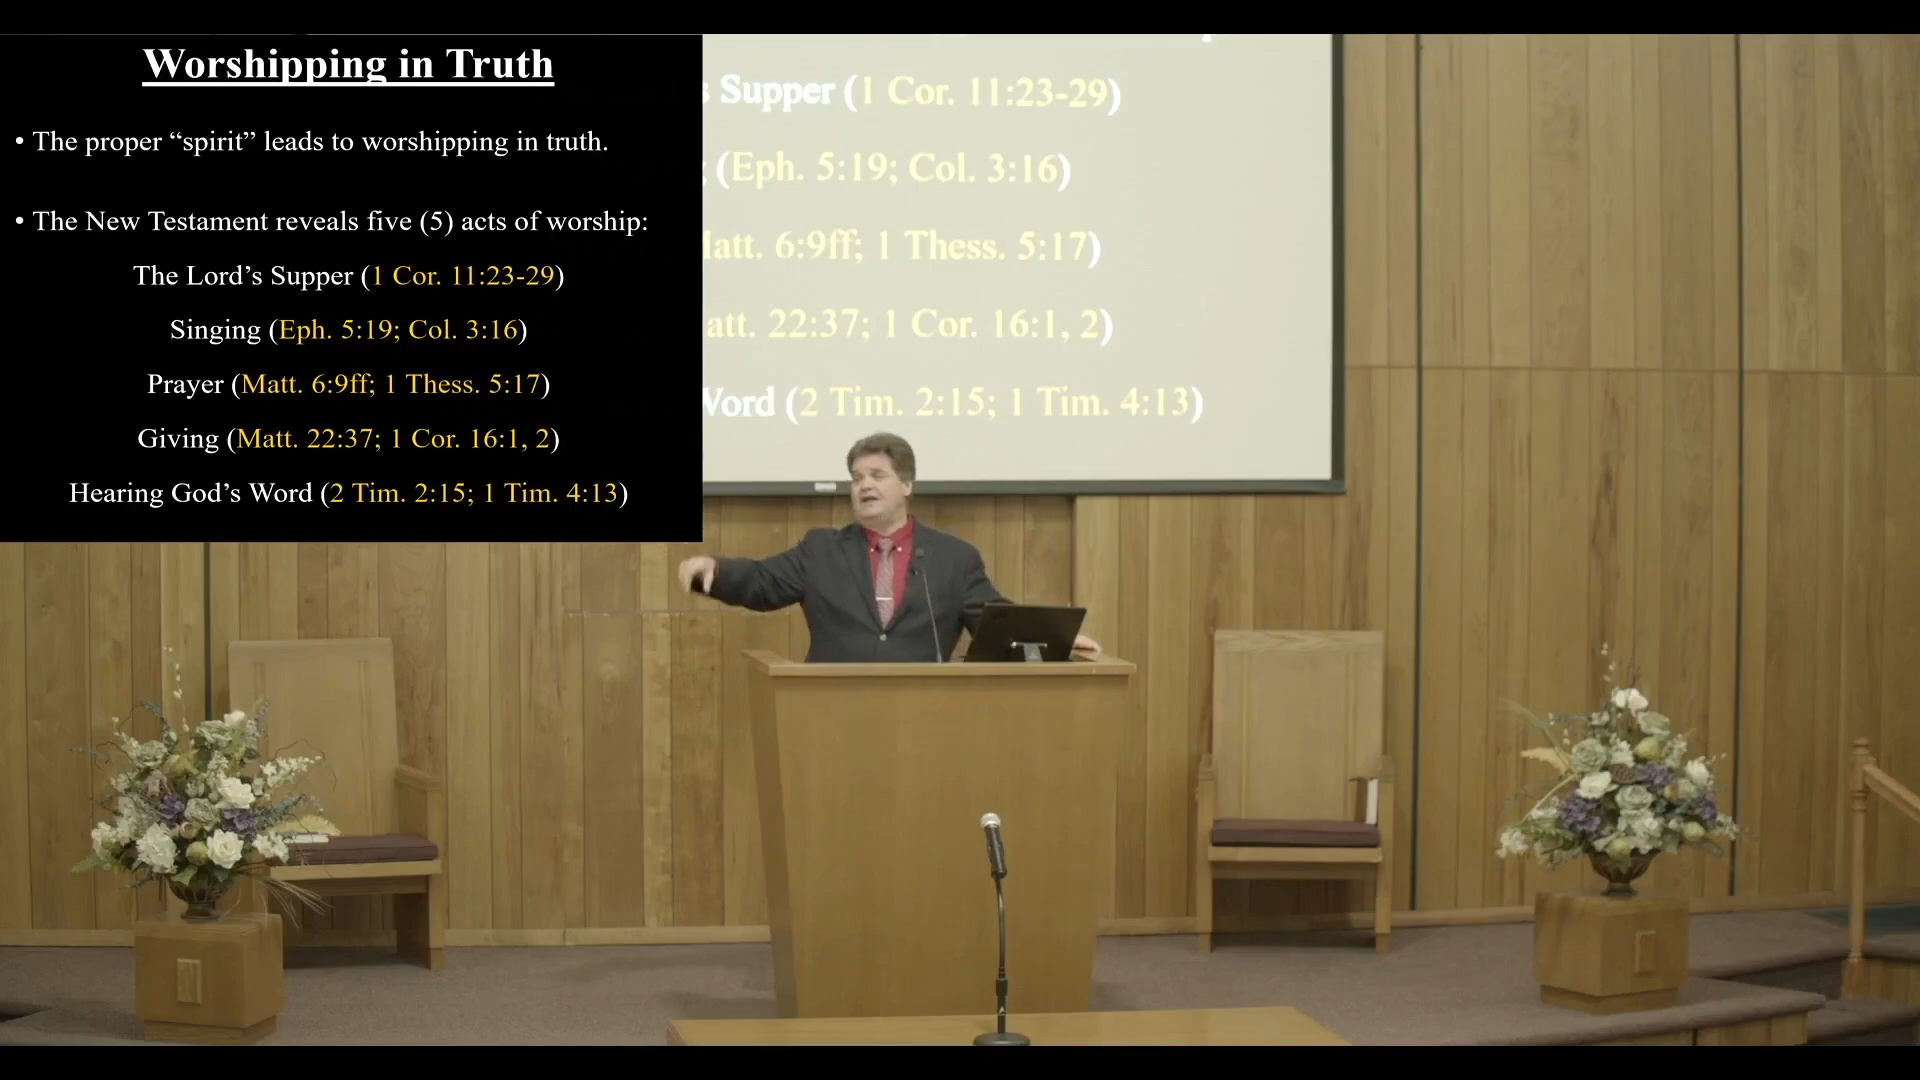 Worshipping in Truth
• The proper “spirit” leads to worshipping in truth.
• The New Testament reveals five (5) acts of worship:
The Lord’s Supper (1 Cor. 11:23-29)
Singing (Eph. 5:19; Col. 3:16)
Prayer (Matt. 6:9ff; 1 Thess. 5:17)
Giving (Matt. 22:37; 1 Cor. 16:1, 2)
Hearing God’s Word (2 Tim. 2:15; 1 Tim. 4:13)
Supper (1 Cor. 11:23-29)
(Eph. 5:19; Col. 3:16)
6:9ff; 1 Thess. 5:17)
22:37; 1 Cor. 16:1, 2)
Word (2 Tim. 2:15; 1 Tim. 4:13)